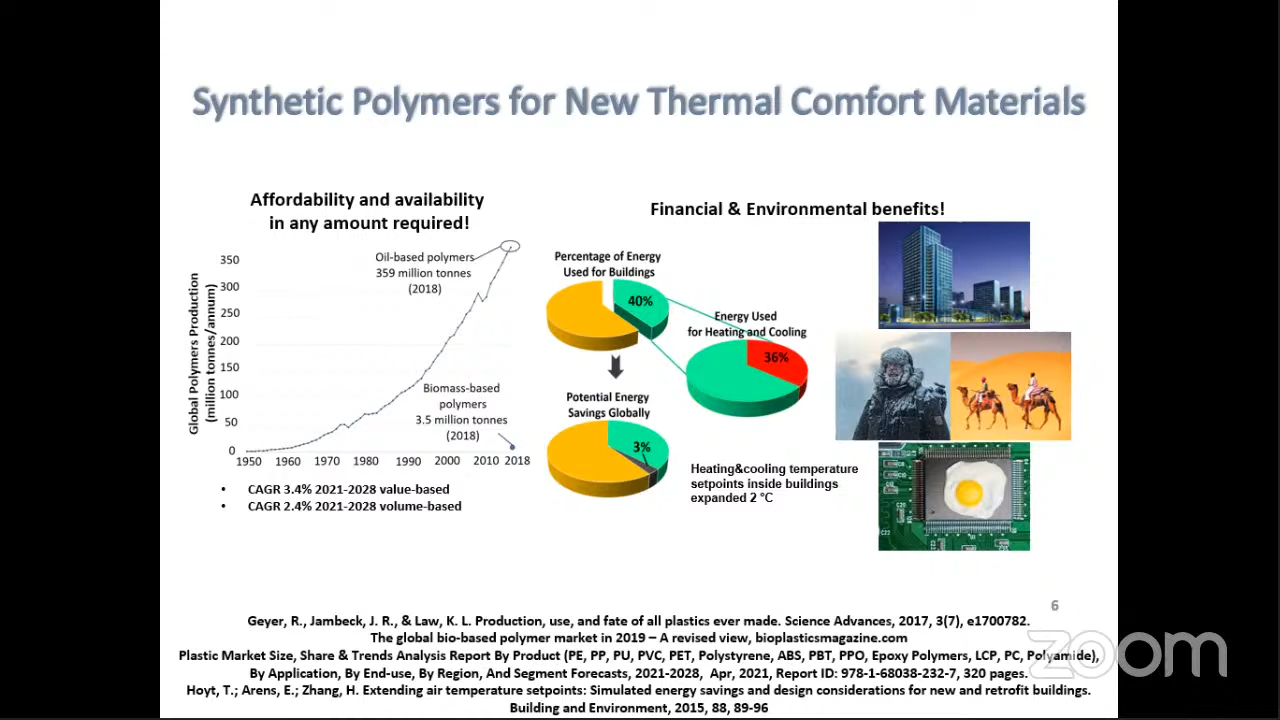 Synthetic Polymers for New Thermal Comfort Materials
Affordability and availability
in any amount required!
Global Polymers Production
(million tonnes/annum)
350
300
250
200
150
100
50
0
1950 1960 1970 1980 1990 2000 2010 2018
Oil-based polymers
359 million tonnes
(2018)
Biomass-based
polymers
3.5 million tonnes
(2018)
• CAGR 3.4% 2021-2028 value-based
• CAGR 2.4% 2021-2028 volume-based
Financial & Environmental benefits!
Percentage of Energy
Used for Buildings
40%
Energy Used
for Heating and Cooling
36%
Potential Energy
Savings Globally
3%
Heating&cooling temperature
setpoints inside buildings
expanded 2 °C
6
Geyer, R., Jambeck, J. R., & Law, K. L. Production, use, and fate of all plastics ever made. Science Advances, 2017, 3(7), e1700782.
The global bio-based polymer market in 2019 – A revised view, bioplasticsmagazine.com
Plastic Market Size, Share & Trends Analysis Report By Product (PE, PP, PU, PVC, PET, Polystyrene, ABS, PBT, PPO, Epoxy Polymers, LCP, PC, Polyamide),
By Application, By End-use, By Region, And Segment Forecasts, 2021-2028, Apr, 2021, Report ID: 978-1-68038-232-7, 320 pages.
Hoyt, T.; Arens, E.; Zhang, H. Extending air temperature setpoints: Simulated energy savings and design considerations for new and retrofit buildings.
Building and Environment, 2015, 88, 89-96
zoom